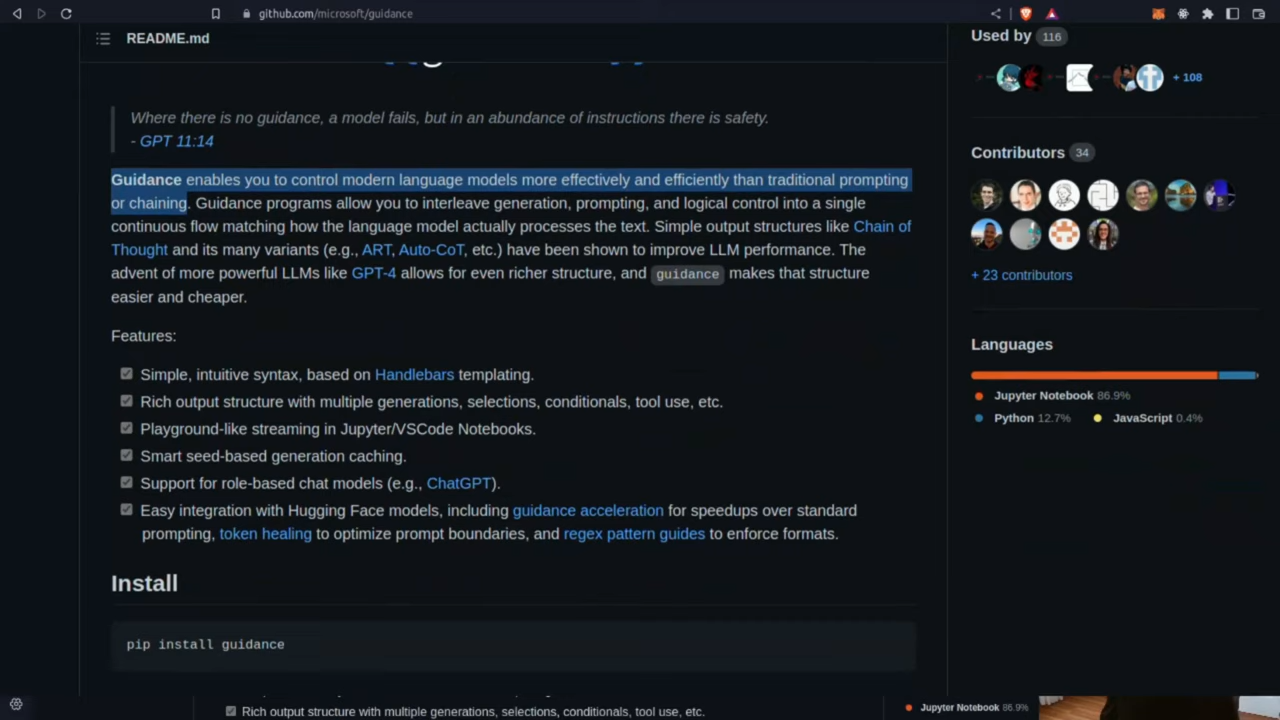 github.com/microsoft/guidance
README.md
Where there is no guidance, a model fails, but in an abundance of instructions there is safety.
- GPT 11:14
Guidance enables you to control modern language models more effectively and efficiently than traditional prompting
or chaining. Guidance programs allow you to interleave generation, prompting, and logical control into a single
continuous flow matching how the language model actually processes the text. Simple output structures like Chain of
Thought and its many variants (e.g., ART, Auto-CoT, etc.) have been shown to improve LLM performance. The
advent of more powerful LLMs like GPT-4 allows for even richer structure, and guidance makes that structure
easier and cheaper.
Features:
Simple, intuitive syntax, based on Handlebars templating.
Rich output structure with multiple generations, selections, conditionals, tool use, etc.
Playground-like streaming in Jupyter/VSCode Notebooks.
Smart seed-based generation caching.
Support for role-based chat models (e.g., ChatGPT).
Easy integration with Hugging Face models, including guidance acceleration for speedups over standard
prompting, token healing to optimize prompt boundaries, and regex pattern guides to enforce formats.
Install
pip install guidance
Used by 116
+ 108
Contributors 34
+ 23 contributors
Languages
Jupyter Notebook 86.9%
Python 12.7% JavaScript 0.4%
Rich output structure with multiple generations, selections, conditionals, tool use, etc.
Jupyter Notebook 86.9%